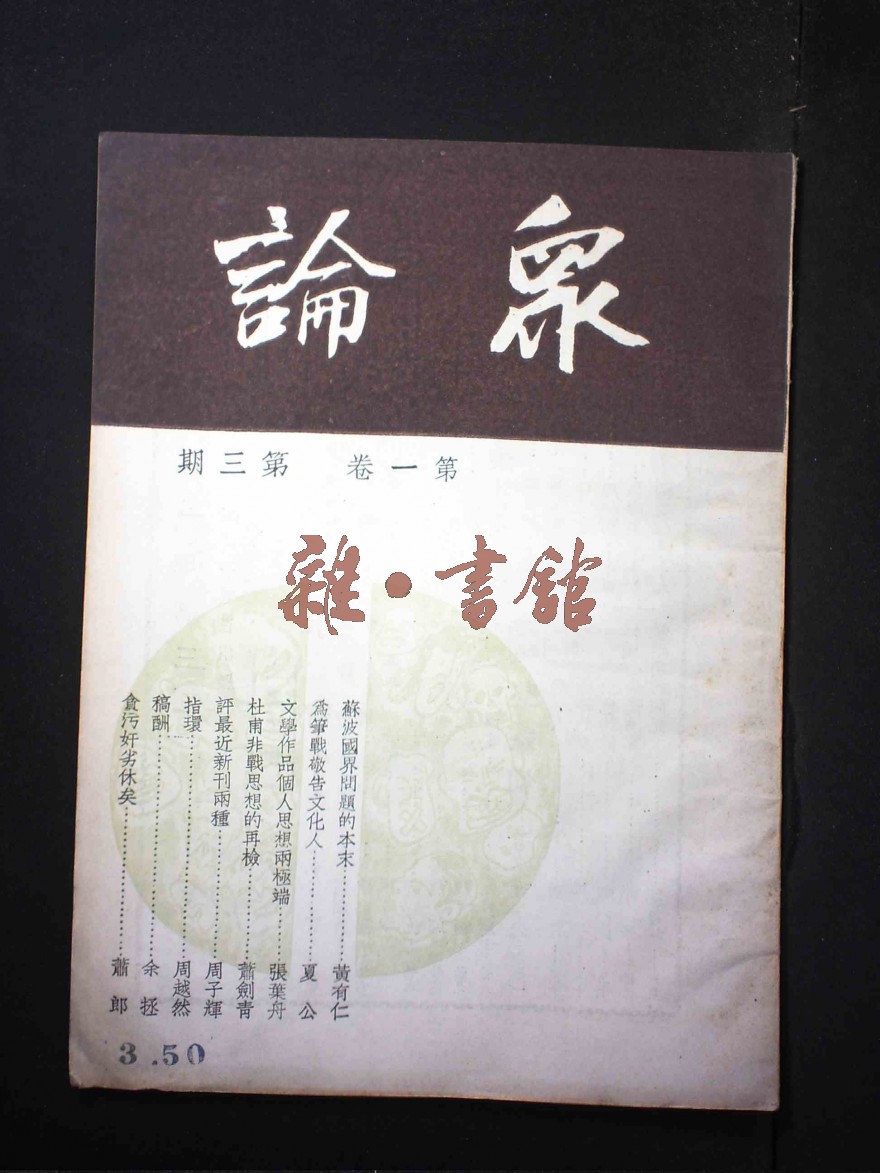 眾論
第一卷 第三期
雜·書館
蘇波國界問題的本末……………黃有仁
為筆戰敬告文化人……………夏公
文學作品個人思想兩極端……………張葉舟
杜甫非戰思想的再檢……………蕭劍青
評最近新刊兩種……………周子輝
指環……………周越然
稿酬……………余拯
貪污奸劣休矣……………蕭郎
3.50